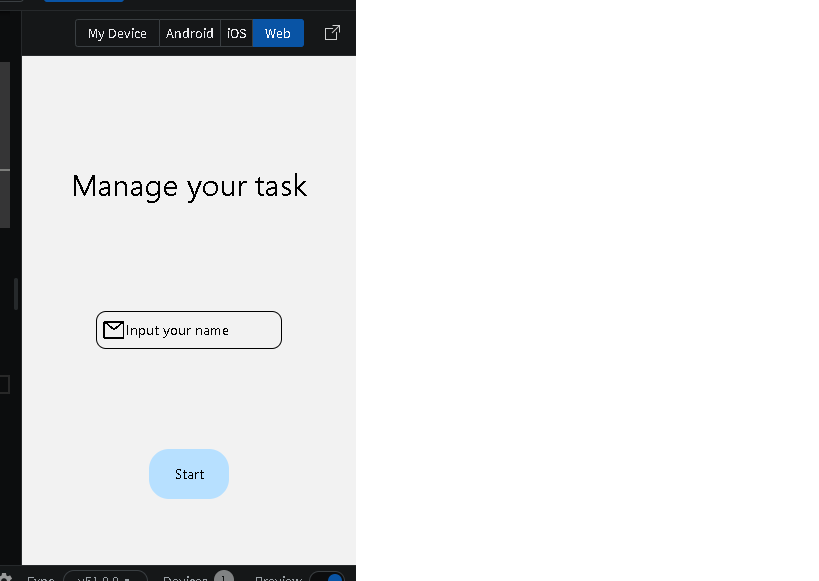 My Device Android iOS Web
Manage your task
Input your name
Start
Expo v51.0.0 Devices 1 Preview